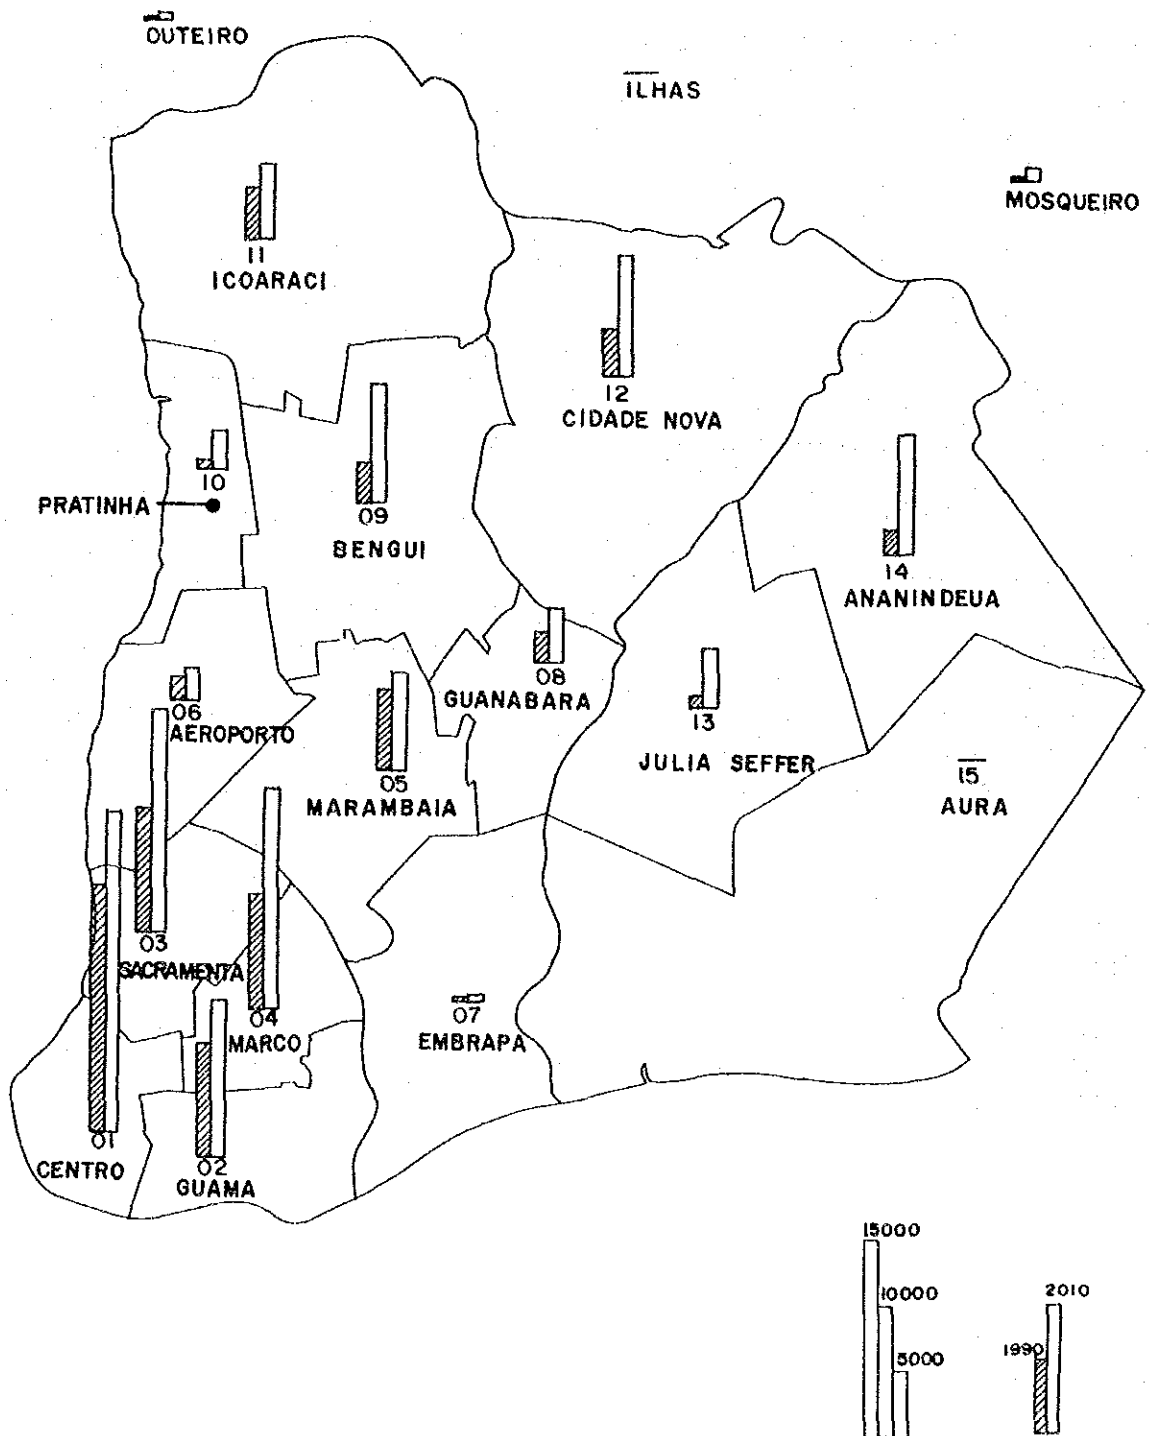 OUTEIRO
ILHAS
MOSQUEIRO
11
ICOARACI
12
CIDADE NOVA
10
PRATINHA
09
BENGUI
14
ANANINDEUA
08
GUANABARA
13
JULIA SEFFER
06
AEROPORTO
05
MARAMBAIA
15
AURA
03
SACRAMENTA
04
MARCO
07
EMBRAPA
01
CENTRO
02
GUAMA
15000
10000
5000
2010
1990